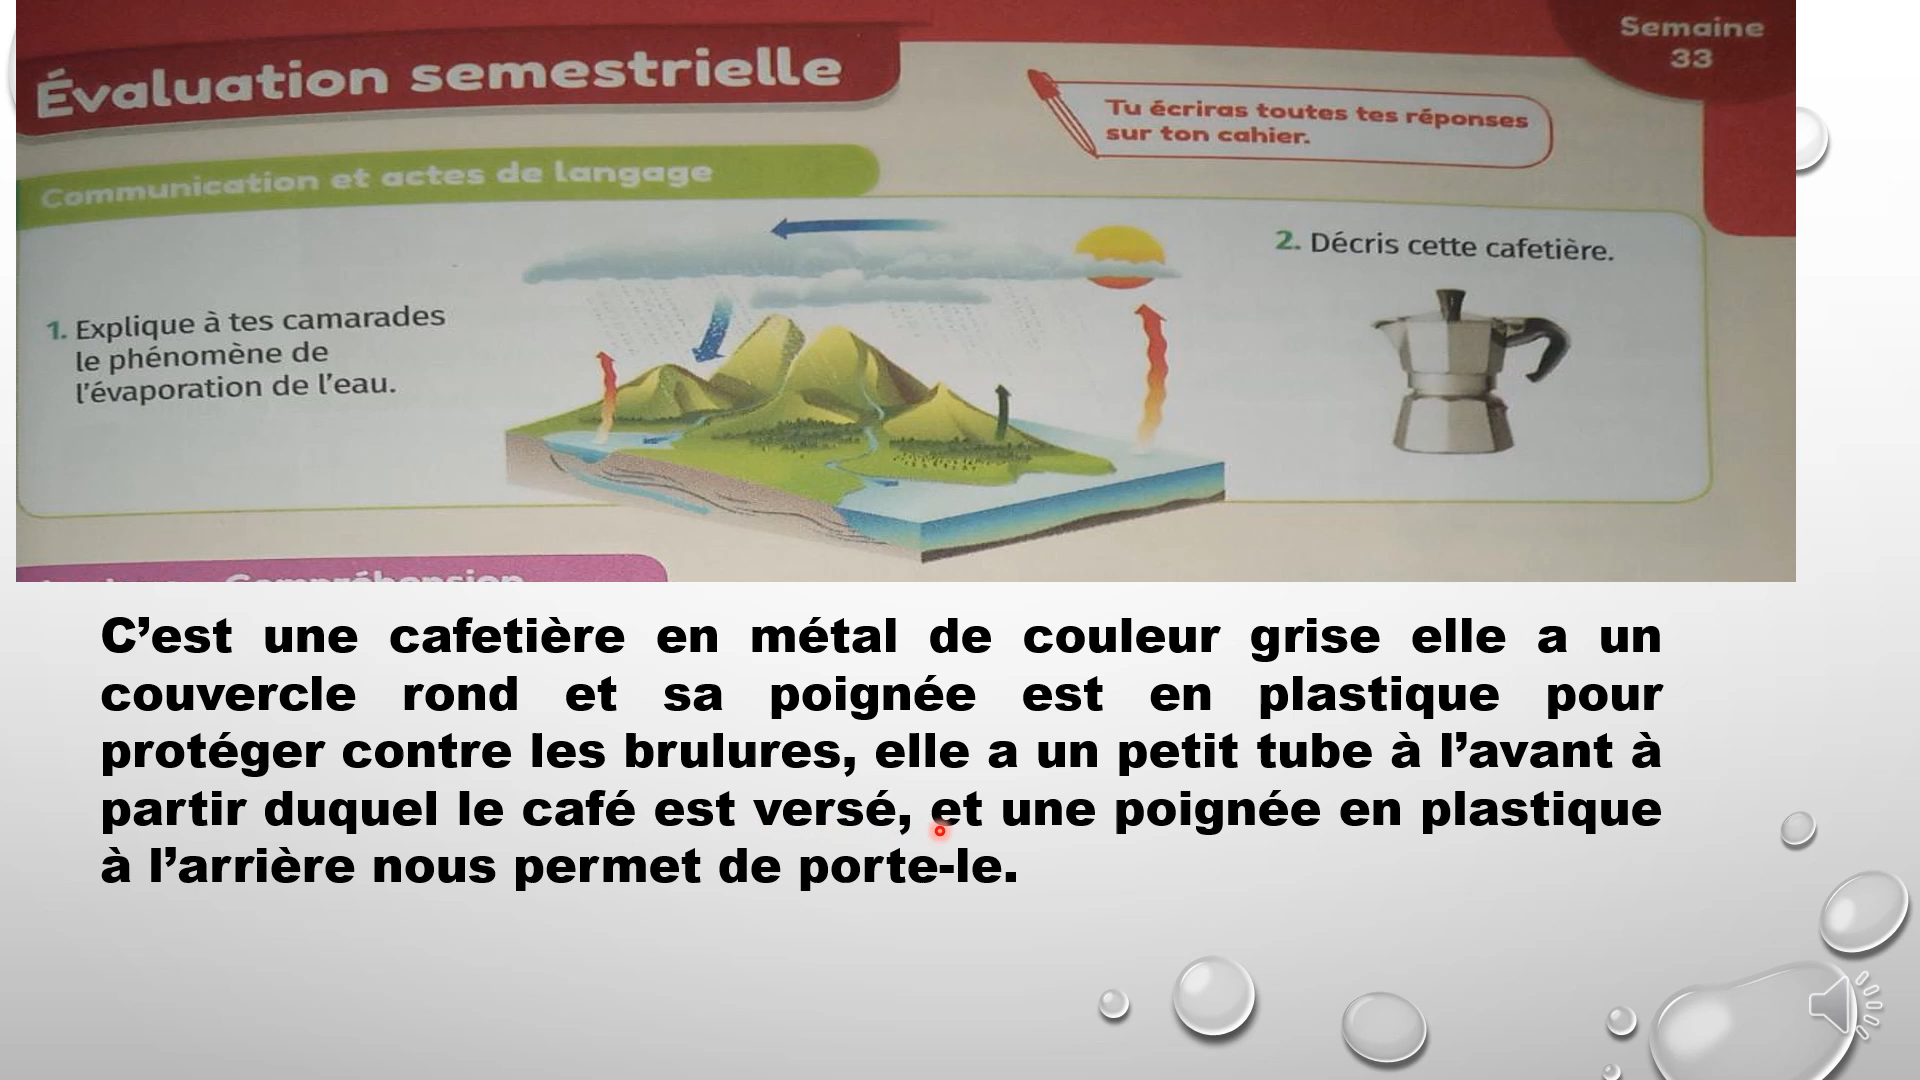 Semaine
33
Évaluation semestrielle
Tu écriras toutes tes réponses
sur ton cahier.
Communication et actes de langage
1. Explique à tes camarades
le phénomène de
l'évaporation de l'eau.
2. Décris cette cafetière.
Compréhension
C’est une cafetière en métal de couleur grise elle a un
couvercle rond et sa poignée est en plastique pour
protéger contre les brulures, elle a un petit tube à l’avant à
partir duquel le café est versé, et une poignée en plastique
à l’arrière nous permet de porte-le.